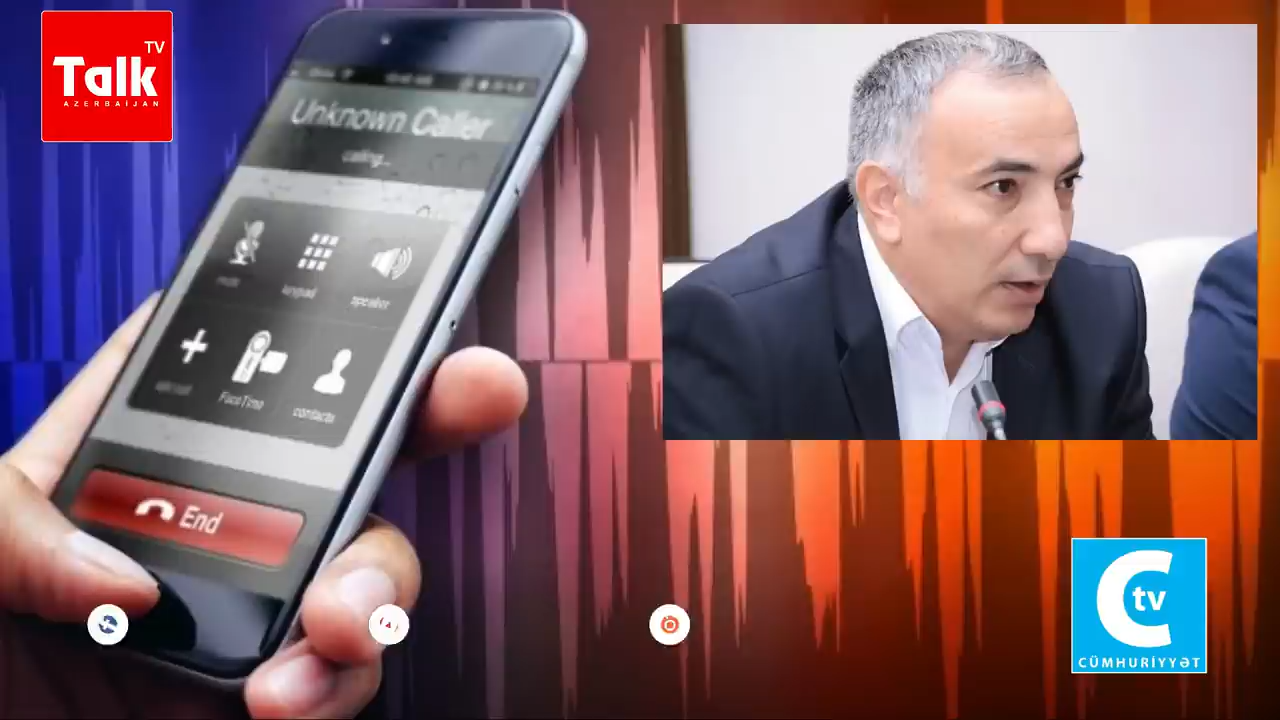 TV
Talk
AZERBAIJAN
Unknown Caller
calling...
mute
keypad
speaker
FaceTime
contacts
End
C
tv
CÜMHURİYYƏT